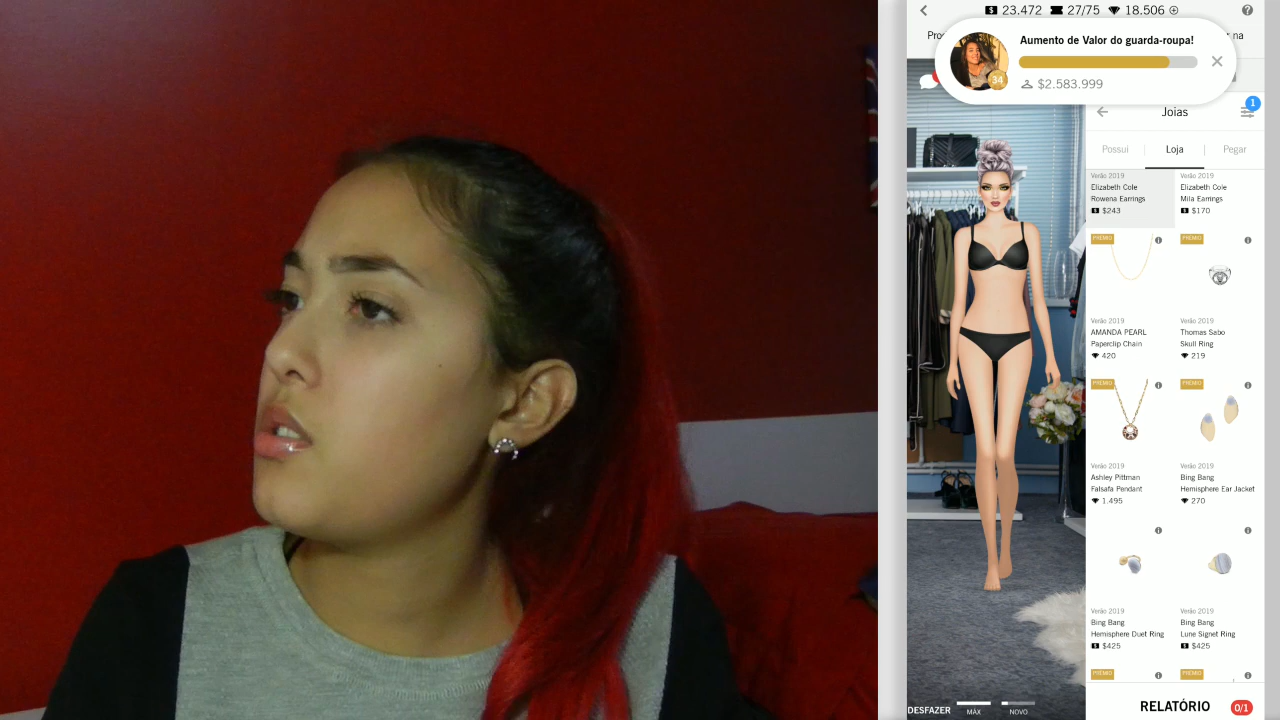 23.472 27/75 18.506
Pro
na
Aumento de Valor do guarda-roupa!
34
$2.583.999
Joias
1
Possui
Loja
Pegar
Verão 2019
Elizabeth Cole
Rowena Earrings
$243
Verão 2019
Elizabeth Cole
Mila Earrings
$170
PRÊMIO
Verão 2019
AMANDA PEARL
Paperclip Chain
420
PRÊMIO
Verão 2019
Thomas Sabo
Skull Ring
219
PRÊMIO
Verão 2019
Ashley Pittman
Falsafa Pendant
1.495
PRÊMIO
Verão 2019
Bing Bang
Hemisphere Ear Jacket
270
Verão 2019
Bing Bang
Hemisphere Duet Ring
$425
Verão 2019
Bing Bang
Lune Signet Ring
$425
PRÊMIO
PRÊMIO
DESFAZER
MÁX
NOVO
RELATÓRIO
0/1